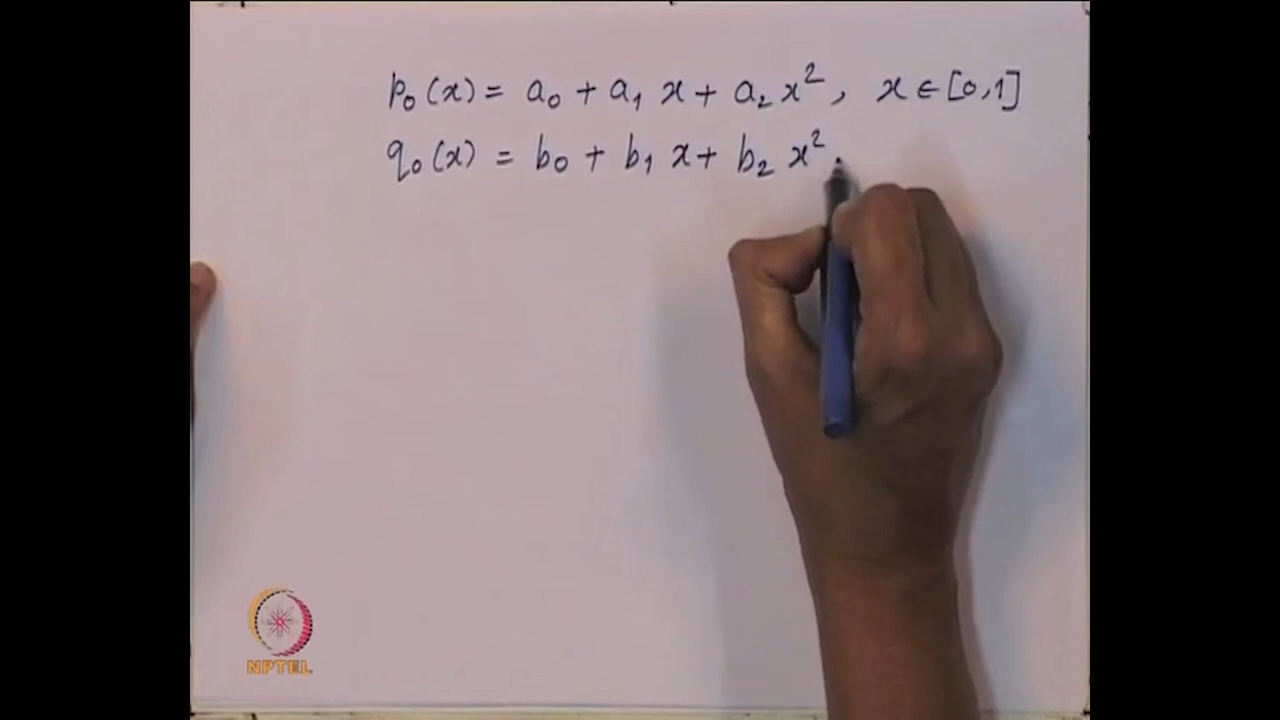 p₀(x) = a₀ + a₁ x + a₂ x², x ∈ [0,1]
q₀(x) = b₀ + b₁ x + b₂ x²
NPTEL